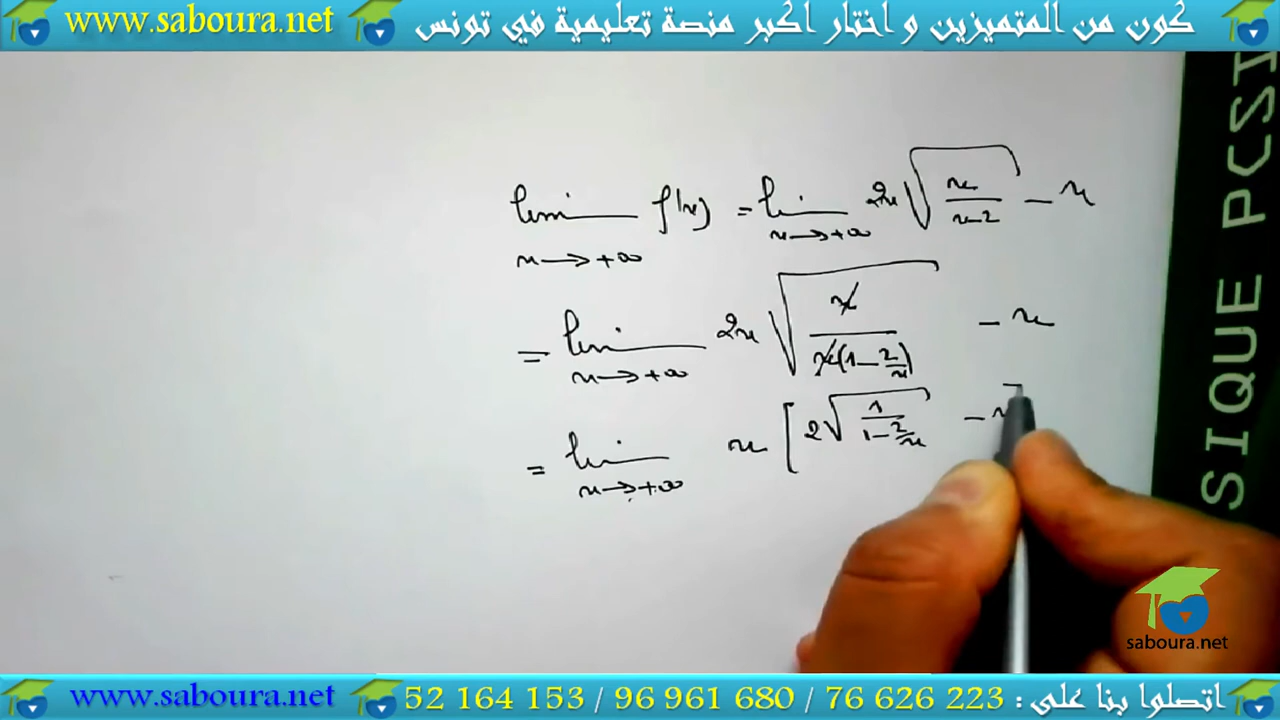 www.saboura.net كون من المتميزين و اختار اكبر منصة تعليمية في تونس
lim f(x) = lim 2x √(x/(x-2)) - x
x→+∞ x→+∞
= lim 2x √(x/(x(1-2/x))) - x
x→+∞
= lim x [2√(1/(1-2/x)) -
x→+∞
SIQUE PCSI
saboura.net
www.saboura.net 52 164 153 / 96 961 680 / 76 626 223 : اتصلوا بنا على